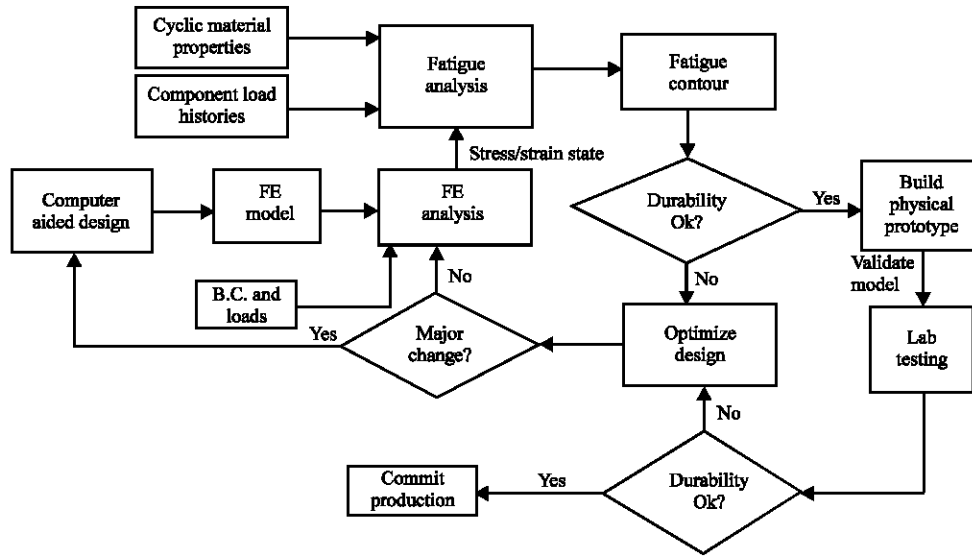 Cyclic material
properties
Component load
histories
Fatigue
analysis
Fatigue
contour
Stress/strain state
Computer
aided design
FE
model
FE
analysis
Durability
Ok?
Yes
Build
physical
prototype
Validate
model
No
No
B.C. and
loads
Yes
Major
change?
Optimize
design
Lab
testing
No
Commit
production
Yes
Durability
Ok?